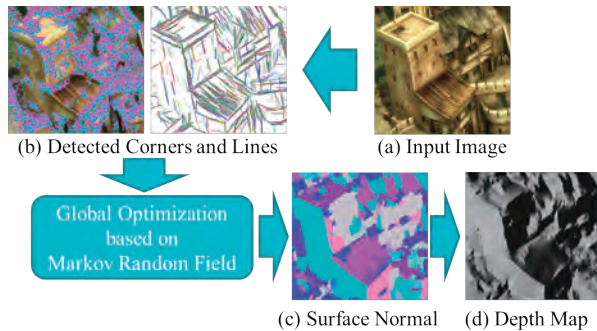 (b) Detected Corners and Lines
(a) Input Image
Global Optimization
based on
Markov Random Field
(c) Surface Normal
(d) Depth Map